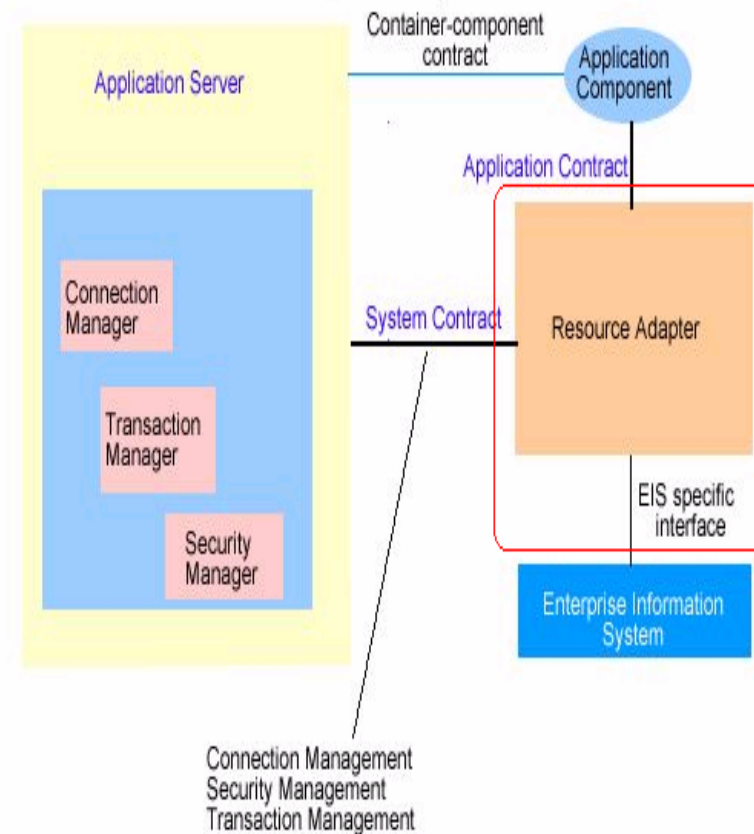 Container-component
contract
Application Server
Application
Component
Application Contract
Connection
Manager
System Contract
Resource Adapter
Transaction
Manager
EIS specific
interface
Security
Manager
Enterprise Information
System
Connection Management
Security Management
Transaction Management